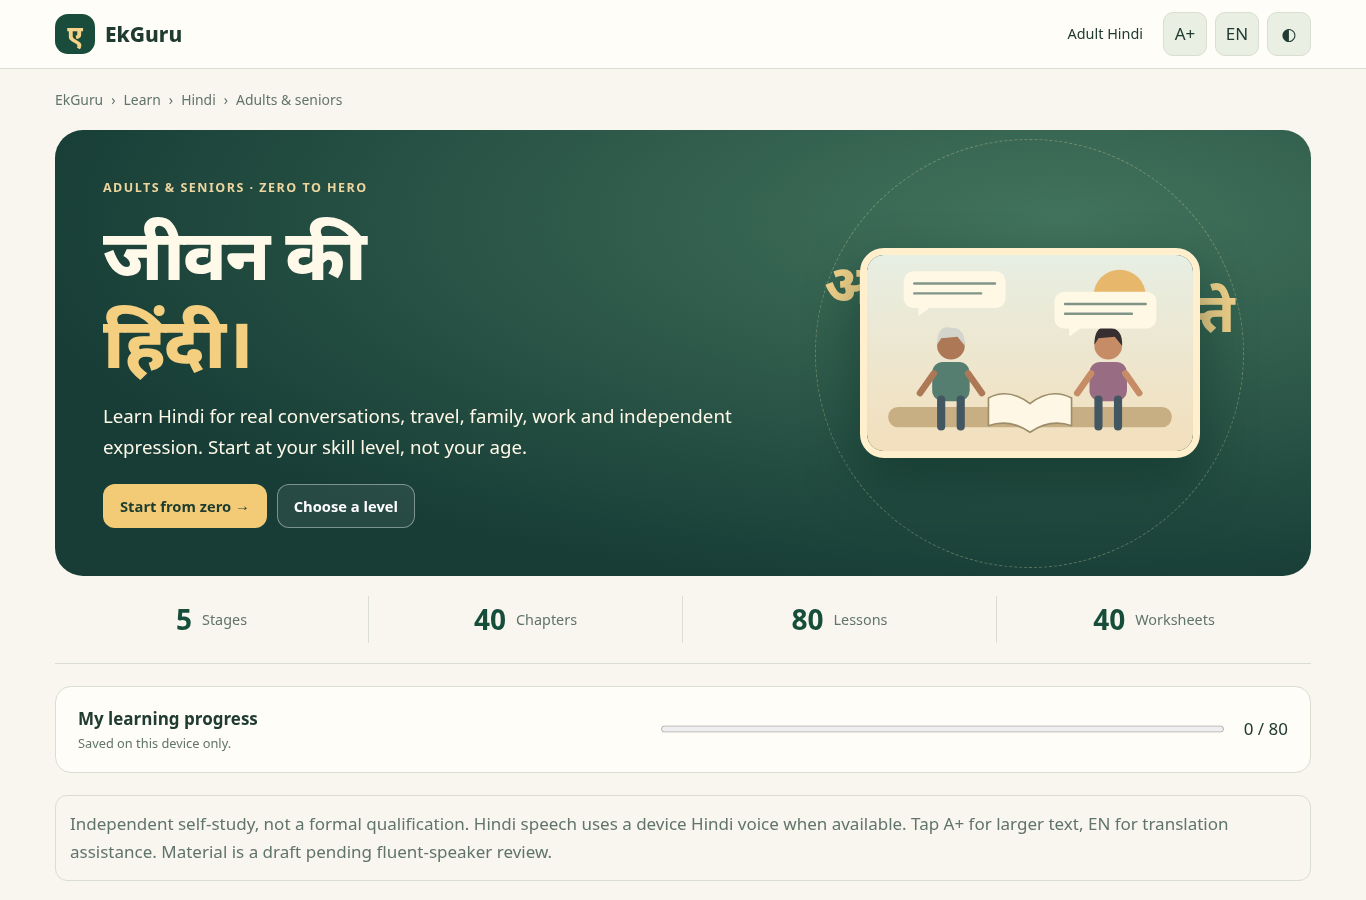 ए EkGuru
Adult Hindi A+ EN
EkGuru › Learn › Hindi › Adults & seniors
ADULTS & SENIORS · ZERO TO HERO
जीवन की
हिंदी।
Learn Hindi for real conversations, travel, family, work and independent
expression. Start at your skill level, not your age.
Start from zero → Choose a level
ते
5 Stages 40 Chapters 80 Lessons 40 Worksheets
My learning progress
Saved on this device only.
0 / 80
Independent self-study, not a formal qualification. Hindi speech uses a device Hindi voice when available. Tap A+ for larger text, EN for translation
assistance. Material is a draft pending fluent-speaker review.